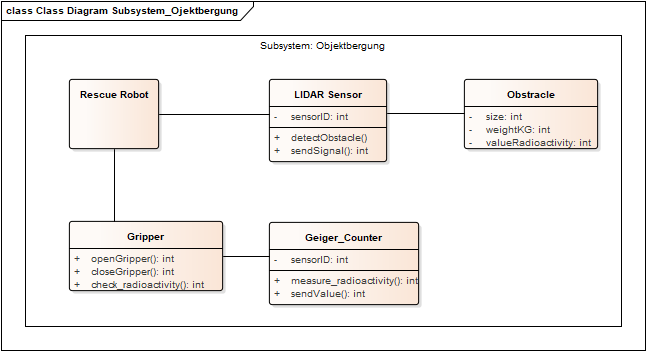 class Class Diagram Subsystem_Ojektbergung
Subsystem: Objektbergung
Rescue Robot
LIDAR Sensor
- sensorID: int
+ detectObstacle()
+ sendSignal(): int
Obstracle
- size: int
- weightKG: int
- valueRadioactivity: int
Gripper
+ openGripper(): int
+ closeGripper(): int
+ check_radioactivity(): int
Geiger_Counter
- sensorID: int
+ measure_radioactivity(): int
+ sendValue(): int